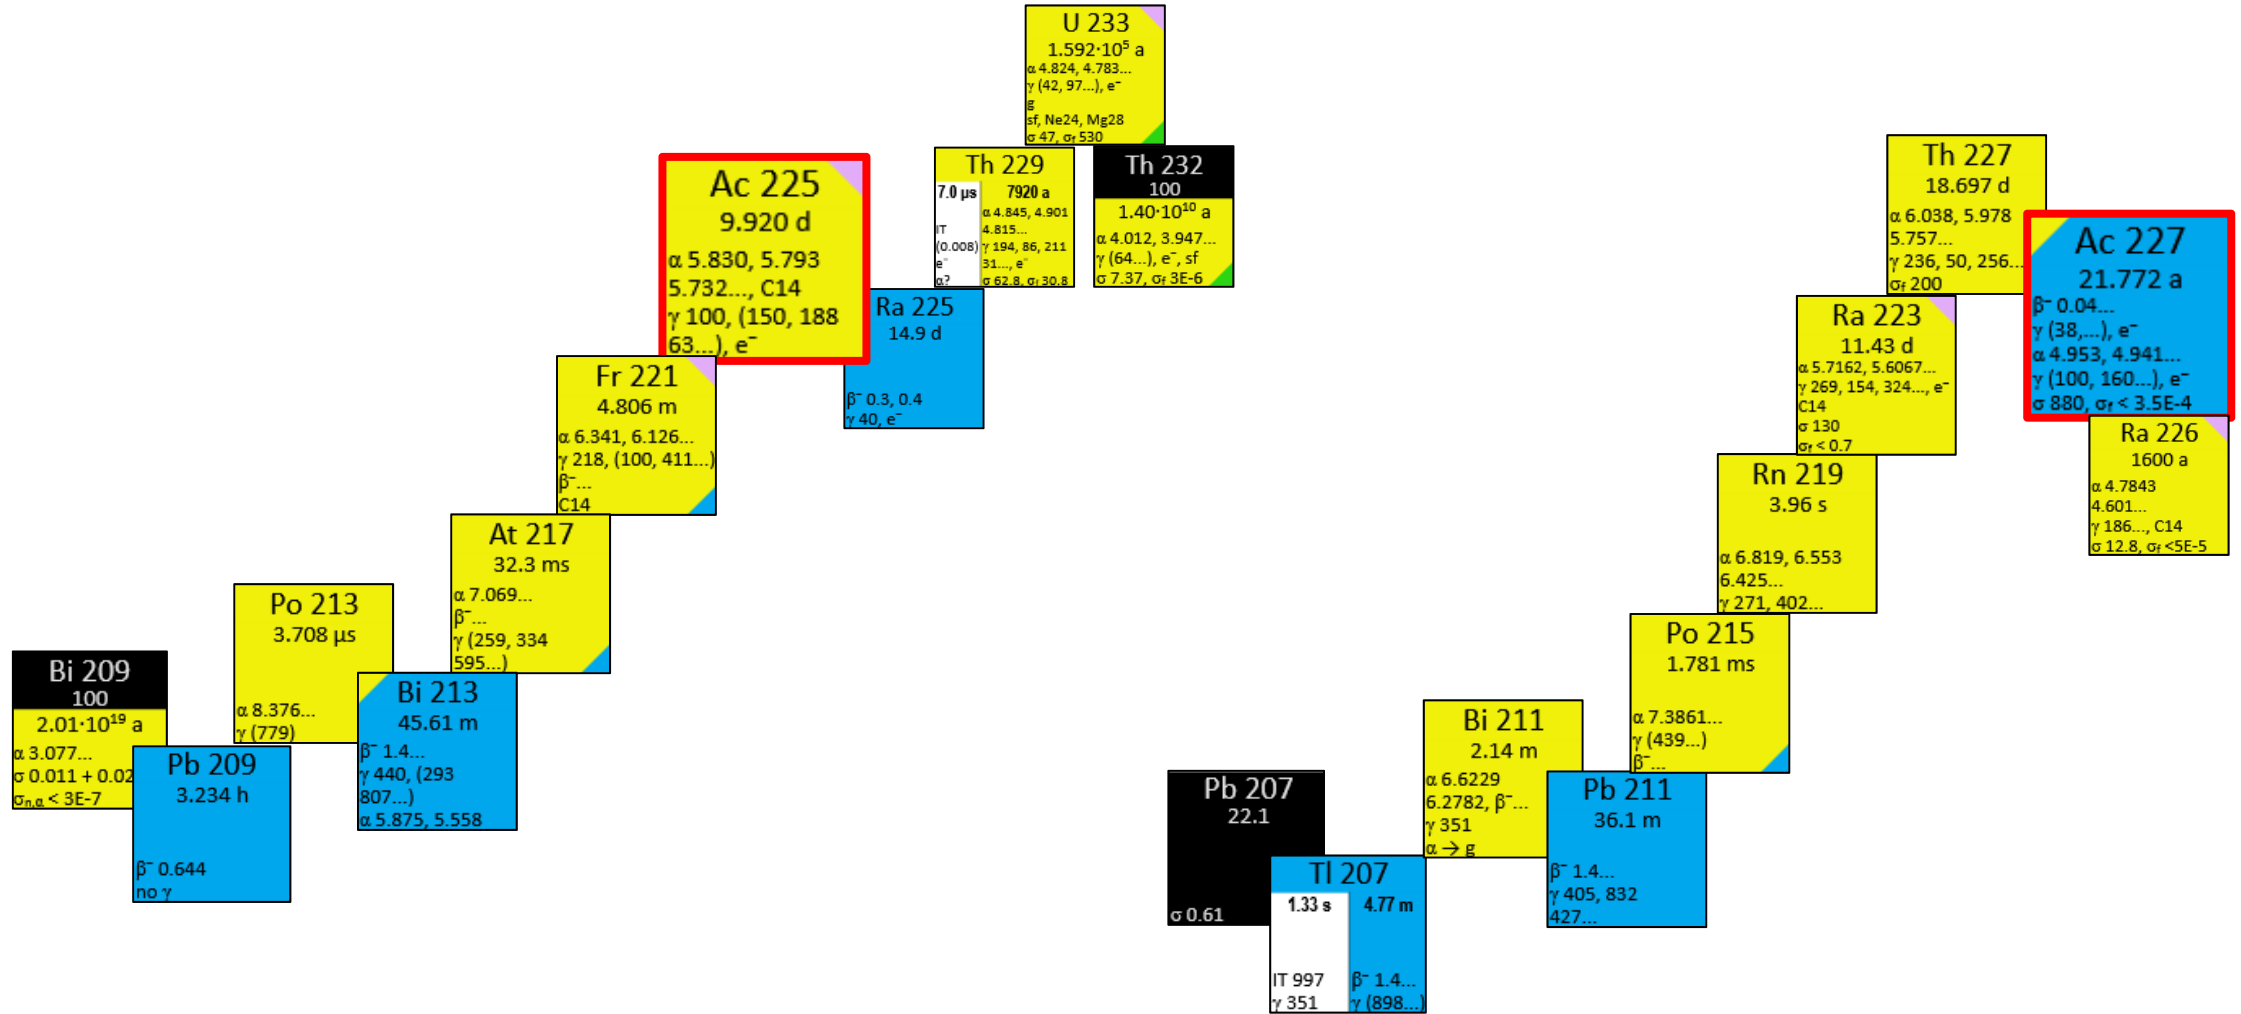 U 233
1.592·10⁵ a
α 4.824, 4.783...
γ (42, 97...), e⁻
g
sf, Ne24, Mg28
σ 47, σf 530
Th 229
7.0 µs
IT
(0.008)
e⁻
α?
7920 a
α 4.845, 4.901
4.815...
γ 194, 86, 211
31..., e⁻
σ 62.8, σf 30.8
Th 232
100
1.40·10¹⁰ a
α 4.012, 3.947...
γ (64...), e⁻, sf
σ 7.37, σf 3E-6
Ac 225
9.920 d
α 5.830, 5.793
5.732..., C14
γ 100, (150, 188
63...), e⁻
Ra 225
14.9 d
β⁻ 0.3, 0.4
γ 40, e⁻
Fr 221
4.806 m
α 6.341, 6.126...
γ 218, (100, 411...)
β⁻...
C14
At 217
32.3 ms
α 7.069...
β⁻...
γ (259, 334
595...)
Po 213
3.708 µs
α 8.376...
γ (779)
Bi 213
45.61 m
β⁻ 1.4...
γ 440, (293
807...)
α 5.875, 5.558
Bi 209
100
2.01·10¹⁹ a
α 3.077...
σ 0.011 + 0.02
σn,α < 3E-7
Pb 209
3.234 h
β⁻ 0.644
no γ
Th 227
18.697 d
α 6.038, 5.978
5.757...
γ 236, 50, 256...
σf 200
Ac 227
21.772 a
β⁻ 0.04...
γ (38,...), e⁻
α 4.953, 4.941...
γ (100, 160...), e⁻
σ 880, σf < 3.5E-4
Ra 223
11.43 d
α 5.7162, 5.6067...
γ 269, 154, 324..., e⁻
C14
σ 130
σf < 0.7
Ra 226
1600 a
α 4.7843
4.601...
γ 186..., C14
σ 12.8, σf <5E-5
Rn 219
3.96 s
α 6.819, 6.553
6.425...
γ 271, 402...
Po 215
1.781 ms
α 7.3861...
γ (439...)
β⁻...
Bi 211
2.14 m
α 6.6229
6.2782, β⁻...
γ 351
α → g
Pb 211
36.1 m
β⁻ 1.4...
γ 405, 832
427...
Pb 207
22.1
σ 0.61
Tl 207
1.33 s
IT 997
γ 351
4.77 m
β⁻ 1.4...
γ (898...)